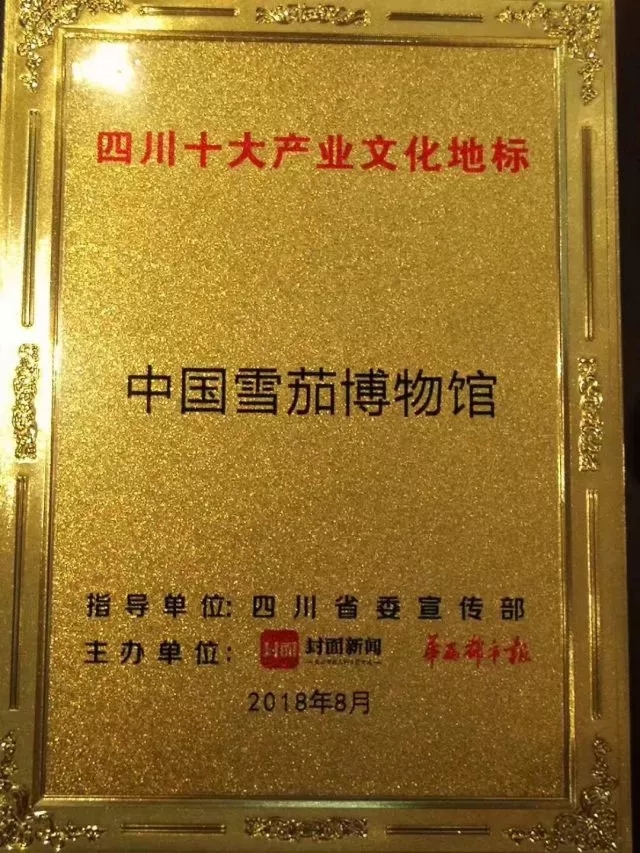 四川十大产业文化地标
中国雪茄博物馆
指导单位:四川省委宣传部
主办单位: 封面 封面新闻 华西都市报
2018年8月